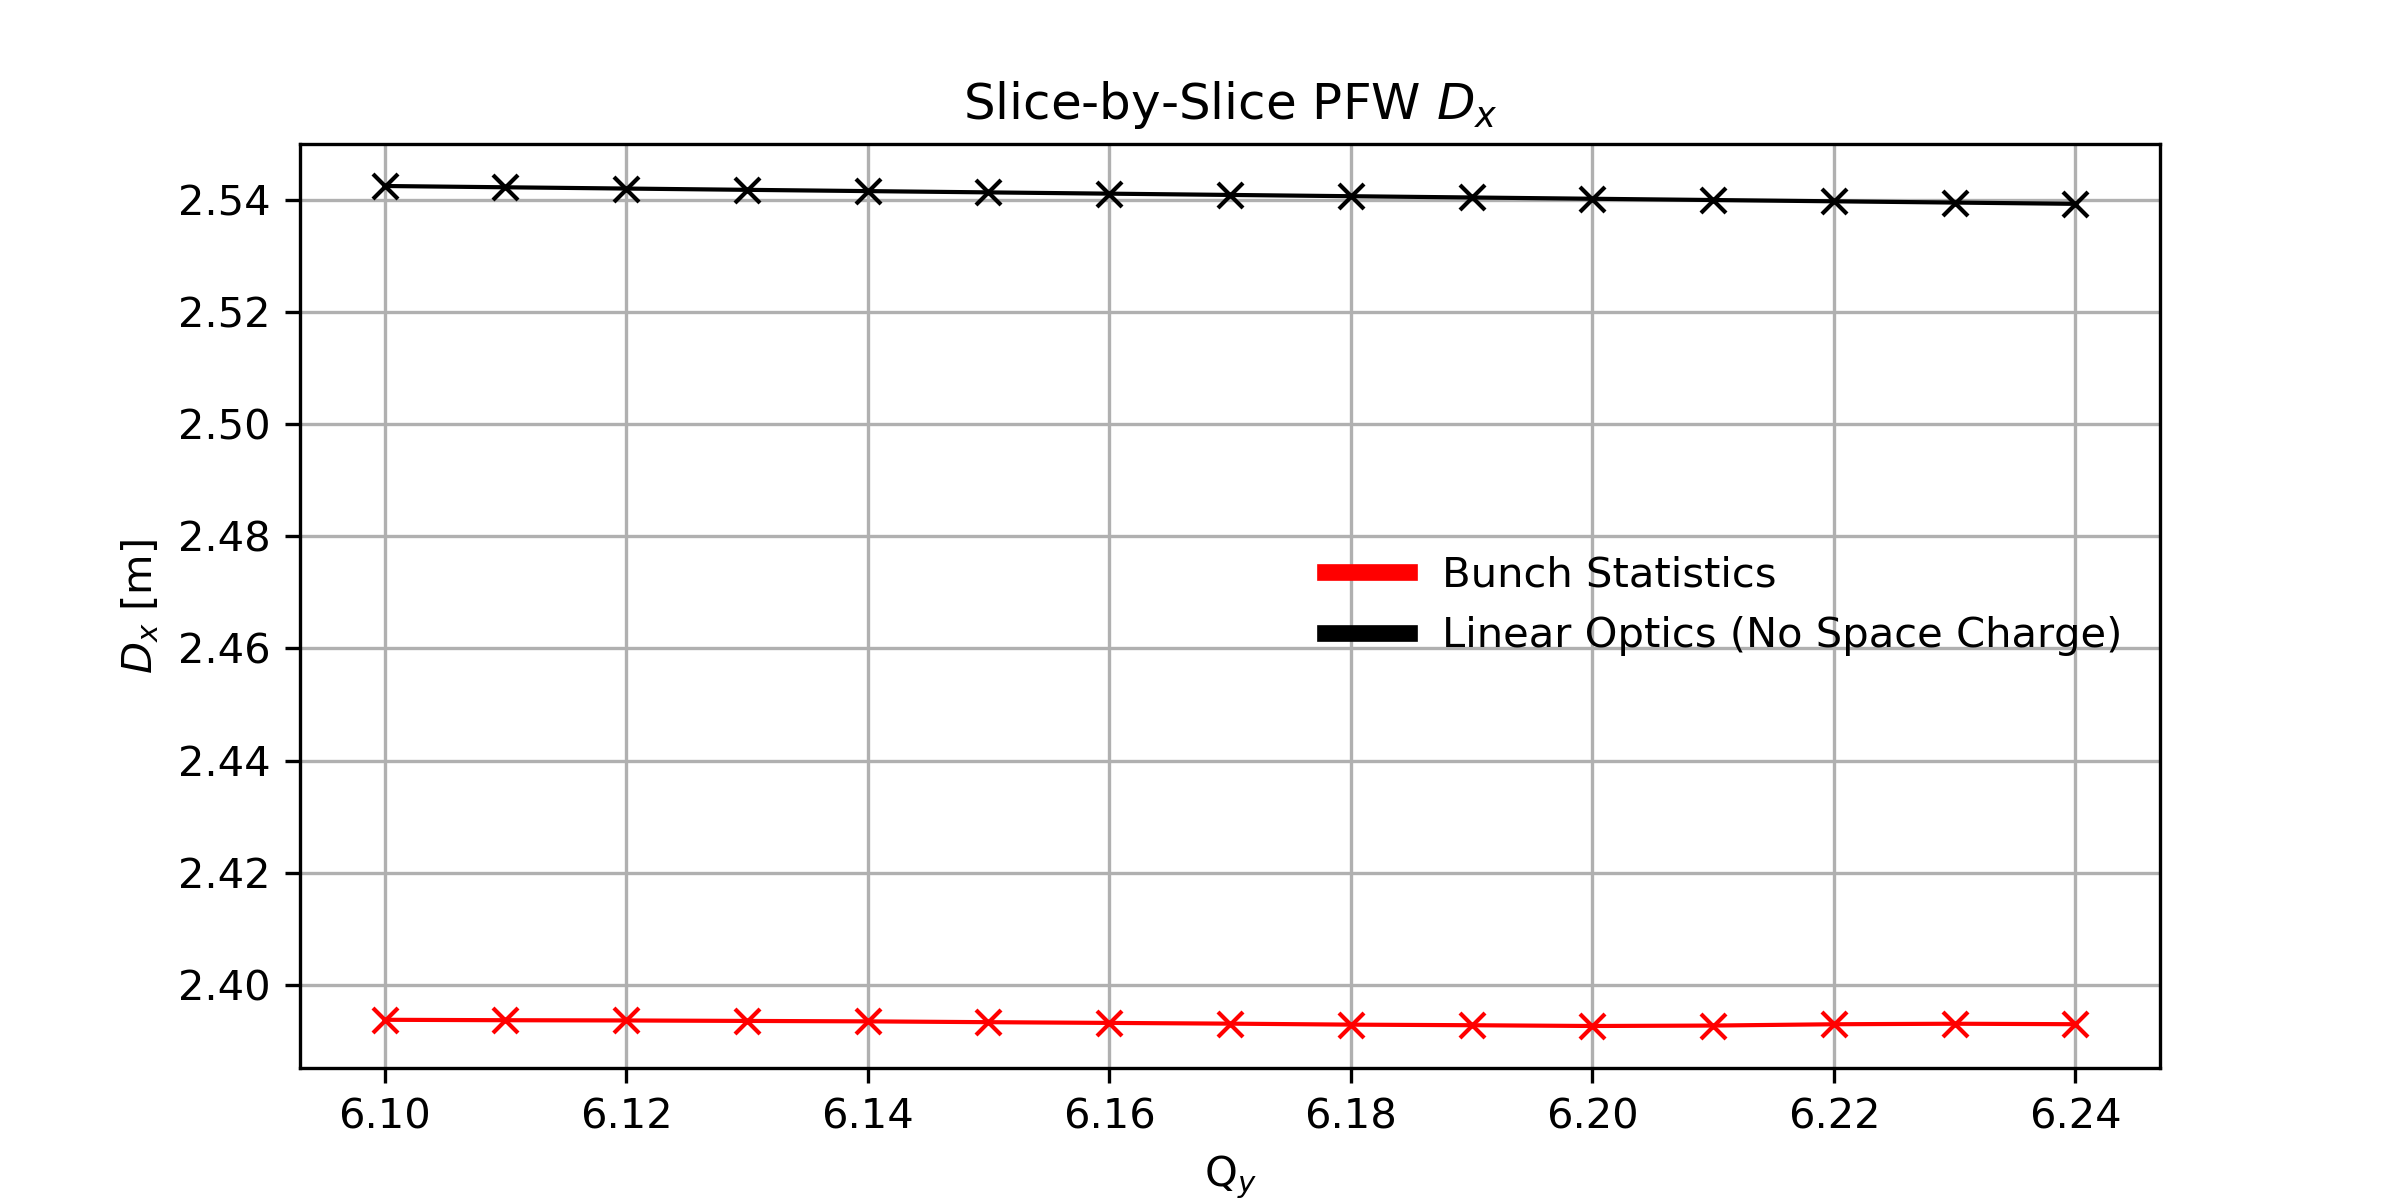 Slice-by-Slice PFW Dₓ
2.54
2.52
2.50
2.48
2.46
2.44
2.42
2.40
Dₓ [m]
Bunch Statistics
Linear Optics (No Space Charge)
6.10 6.12 6.14 6.16 6.18 6.20 6.22 6.24
Q_y